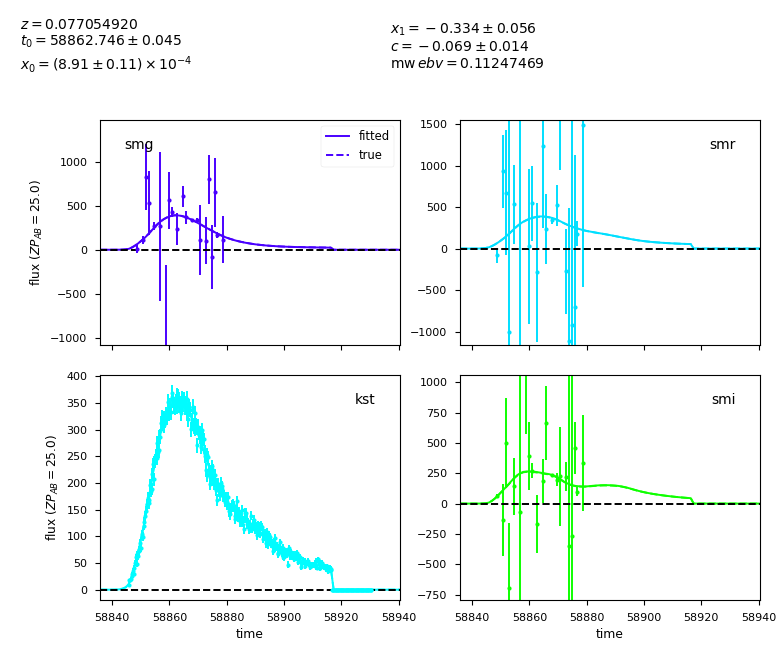 z = 0.077054920
t₀ = 58862.746 ± 0.045
x₀ = (8.91 ± 0.11) × 10⁻⁴
x₁ = −0.334 ± 0.056
c = −0.069 ± 0.014
mw ebv = 0.11247469
smg
fitted
true
1000
500
0
−500
−1000
flux (ZP_AB = 25.0)
smr
1500
1000
500
0
−500
−1000
kst
400
350
300
250
200
150
100
50
0
flux (ZP_AB = 25.0)
58840 58860 58880 58900 58920 58940
time
smi
1000
750
500
250
0
−250
−500
−750
58840 58860 58880 58900 58920 58940
time